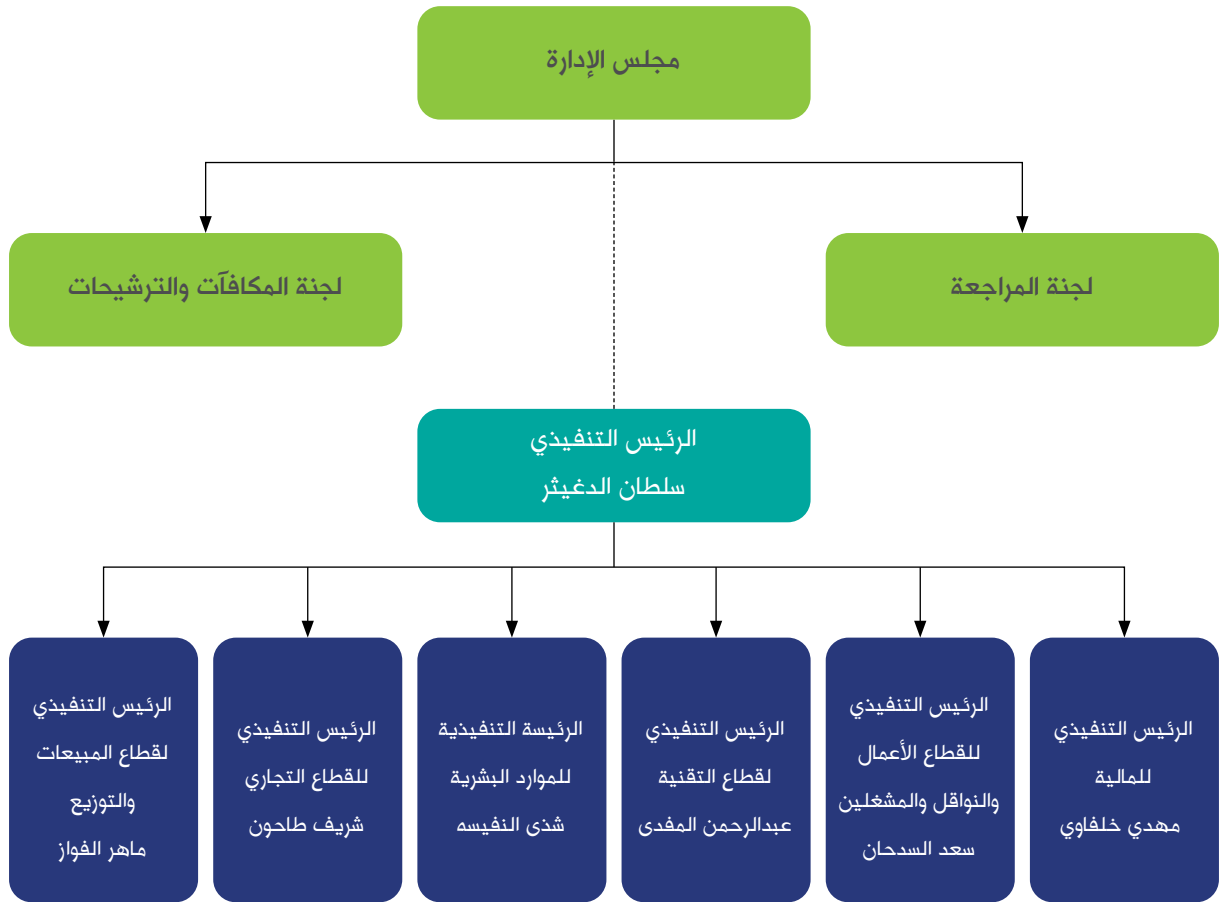 مجلس الإدارة
لجنة المراجعة
لجنة المكافآت والترشيحات
الرئيس التنفيذي
سلطان الدغيثر
الرئيس التنفيذي
للمالية
مهدي خلفاوي
الرئيس التنفيذي
للقطاع الأعمال
والنواقل والمشغلين
سعد السدحان
الرئيس التنفيذي
لقطاع التقنية
عبدالرحمن المفدى
الرئيسة التنفيذية
للموارد البشرية
شذى النفيسه
الرئيس التنفيذي
للقطاع التجاري
شريف طاحون
الرئيس التنفيذي
لقطاع المبيعات
والتوزيع
ماهر الفواز